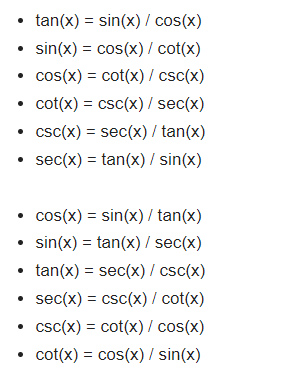 • tan(x) = sin(x) / cos(x)
• sin(x) = cos(x) / cot(x)
• cos(x) = cot(x) / csc(x)
• cot(x) = csc(x) / sec(x)
• csc(x) = sec(x) / tan(x)
• sec(x) = tan(x) / sin(x)
• cos(x) = sin(x) / tan(x)
• sin(x) = tan(x) / sec(x)
• tan(x) = sec(x) / csc(x)
• sec(x) = csc(x) / cot(x)
• csc(x) = cot(x) / cos(x)
• cot(x) = cos(x) / sin(x)